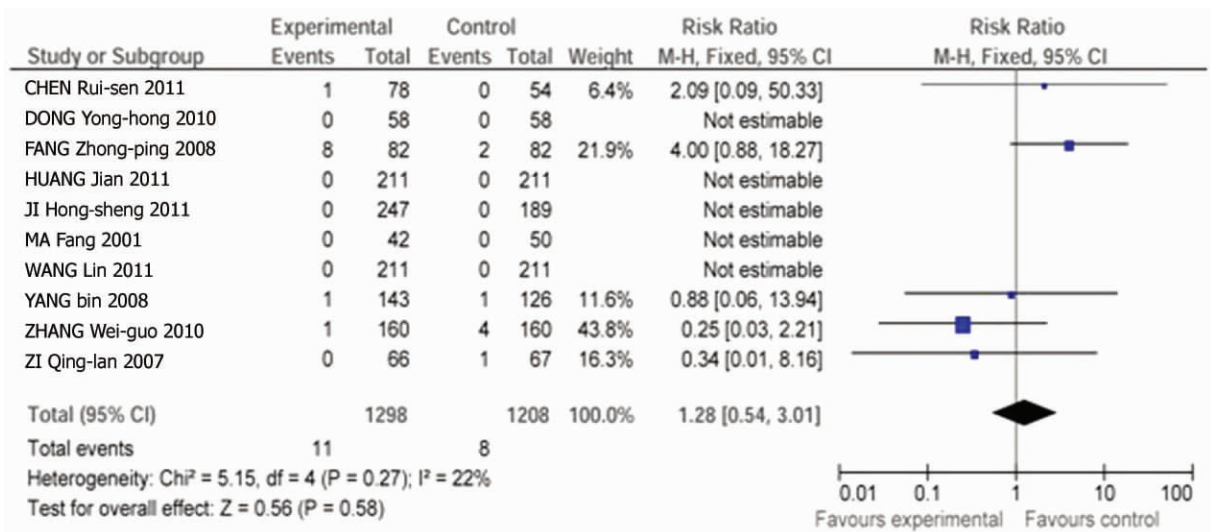 Experimental Control Risk Ratio Risk Ratio
Study or Subgroup Events Total Events Total Weight M-H, Fixed, 95% CI M-H, Fixed, 95% CI
CHEN Rui-sen 2011 1 78 0 54 6.4% 2.09 [0.09, 50.33]
DONG Yong-hong 2010 0 58 0 58 Not estimable
FANG Zhong-ping 2008 8 82 2 82 21.9% 4.00 [0.88, 18.27]
HUANG Jian 2011 0 211 0 211 Not estimable
JI Hong-sheng 2011 0 247 0 189 Not estimable
MA Fang 2001 0 42 0 50 Not estimable
WANG Lin 2011 0 211 0 211 Not estimable
YANG bin 2008 1 143 1 126 11.6% 0.88 [0.06, 13.94]
ZHANG Wei-guo 2010 1 160 4 160 43.8% 0.25 [0.03, 2.21]
ZI Qing-lan 2007 0 66 1 67 16.3% 0.34 [0.01, 8.16]
Total (95% CI) 1298 1208 100.0% 1.28 [0.54, 3.01]
Total events 11 8
Heterogeneity: Chi² = 5.15, df = 4 (P = 0.27); I² = 22%
Test for overall effect: Z = 0.56 (P = 0.58)
0.01 0.1 1 10 100
Favours experimental Favours control